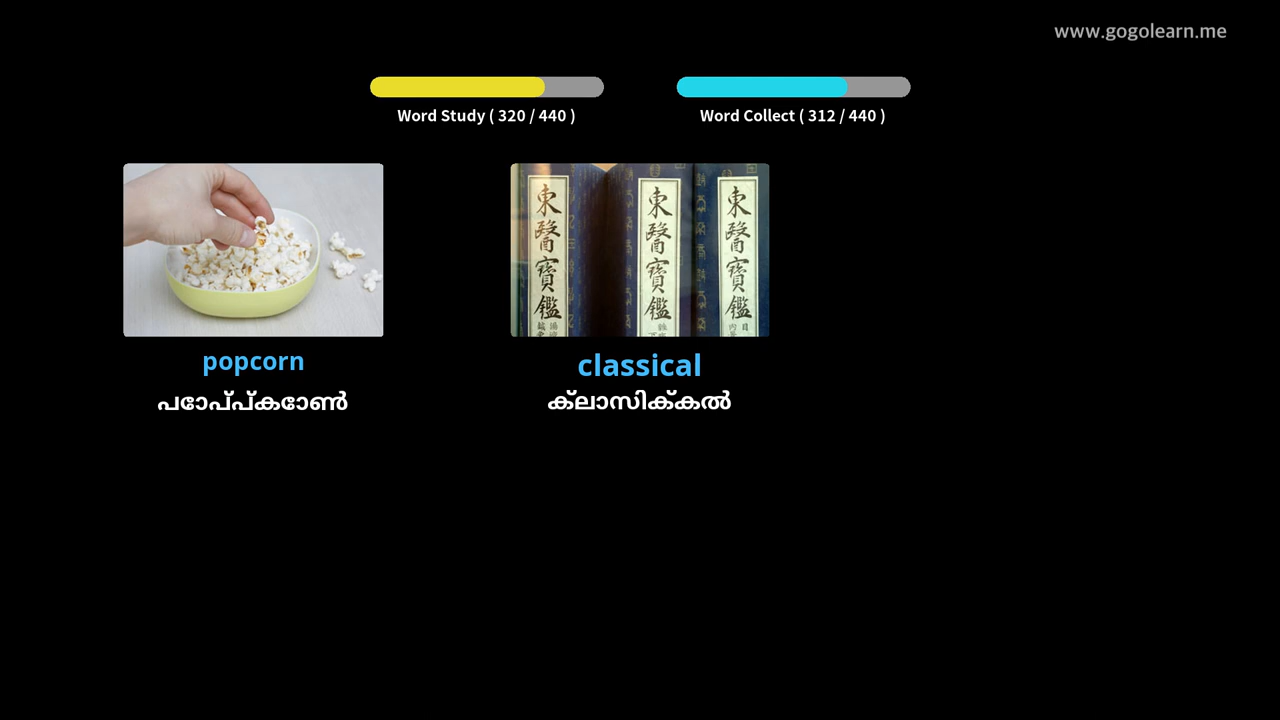 www.gogolearn.me
Word Study ( 320 / 440 )
Word Collect ( 312 / 440 )
東醫寶鑑
東醫寶鑑
東醫寶鑑
popcorn
classical
പോപ്പ്കോൺ
ക്ലാസിക്കൽ